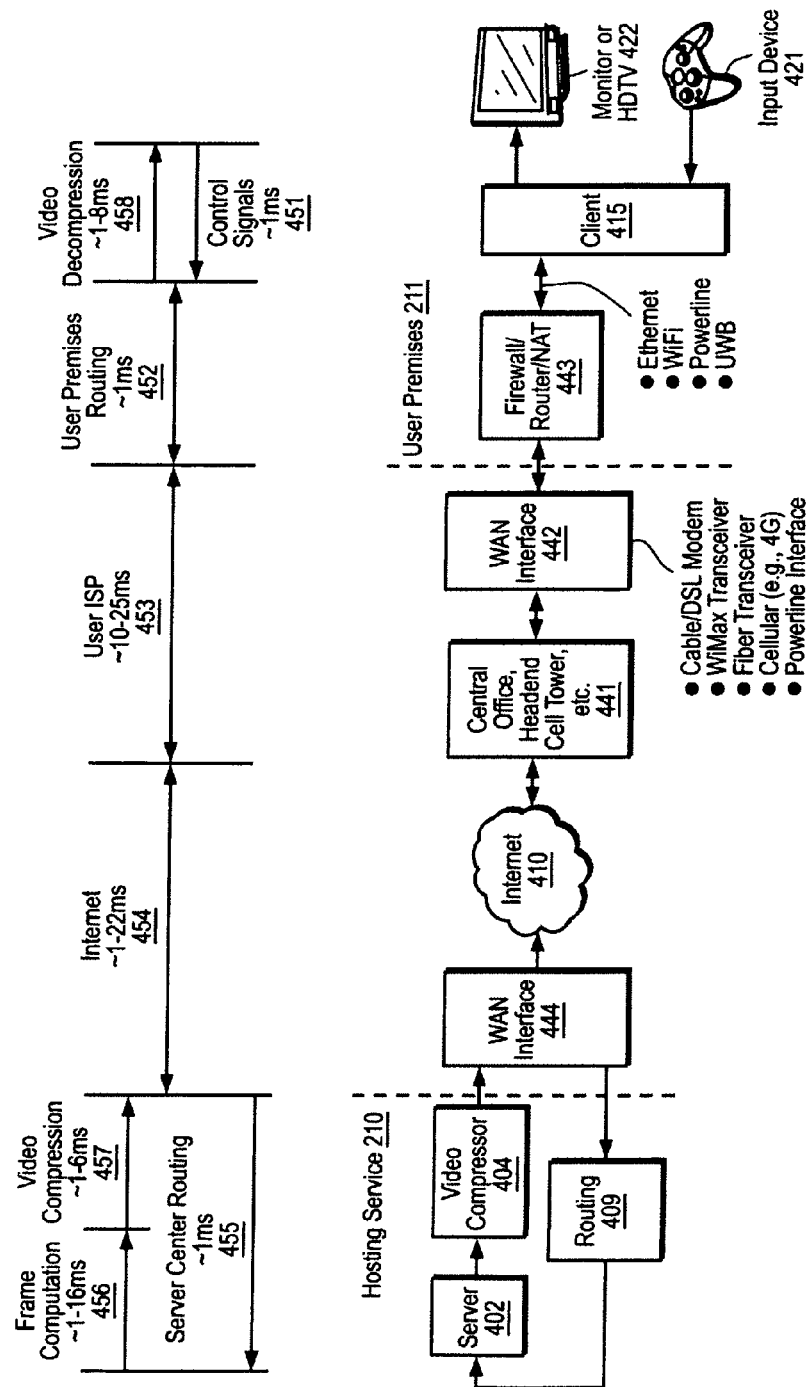 Frame
Computation
~1-16ms
456
Video
Compression
~1-6ms
457
Server Center Routing
~1ms
455
Internet
~1-22ms
454
User ISP
~10-25ms
453
User Premises
Routing
~1ms
452
Video
Decompression
~1-8ms
458
Control
Signals
~1ms
451
Hosting Service 210
Server
402
Video
Compressor
404
Routing
409
WAN
Interface
444
Internet
410
Central
Office,
Headend
Cell Tower,
etc.
441
WAN
Interface
442
● Cable/DSL Modem
● WiMax Transceiver
● Fiber Transceiver
● Cellular (e.g., 4G)
● Powerline Interface
User Premises 211
Firewall/
Router/NAT
443
● Ethernet
● WiFi
● Powerline
● UWB
Client
415
Monitor or
HDTV 422
Input Device
421